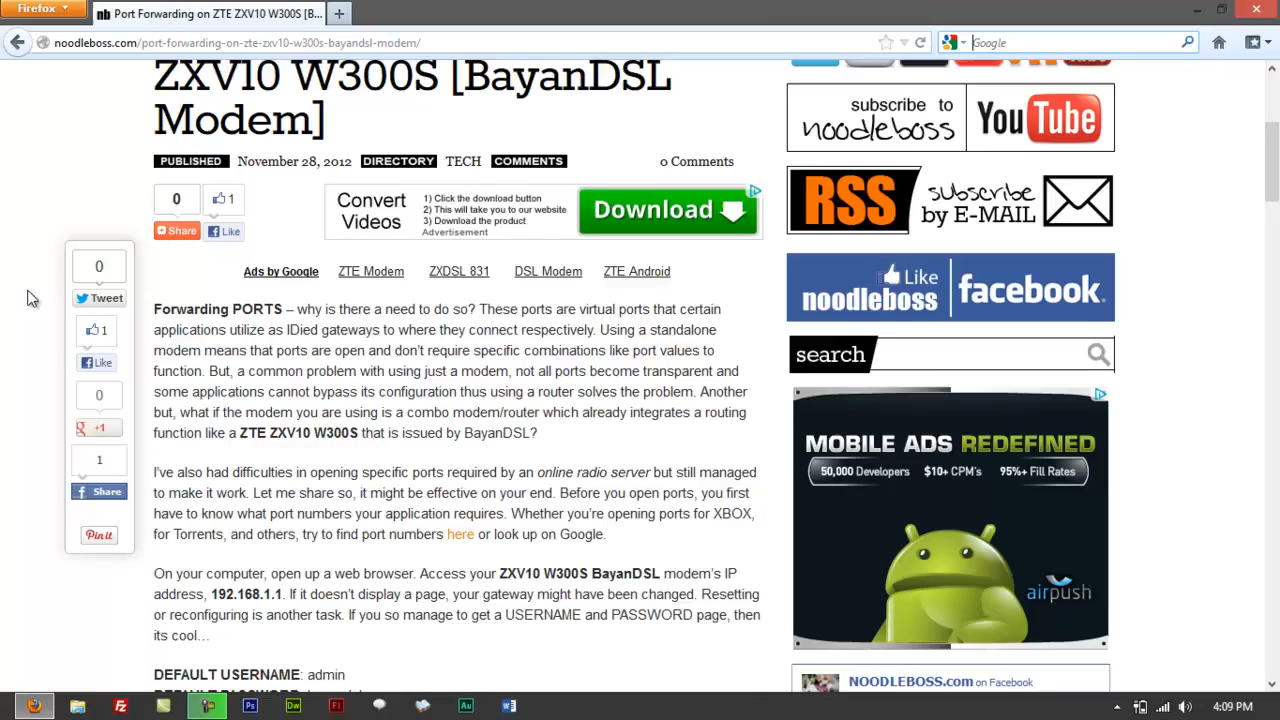 Firefox
Port Forwarding on ZTE ZXV10 W300S [B...
noodleboss.com/port-forwarding-on-zte-zxv10-w300s-bayandsl-modem/
Google
ZXV10 W300S [BayanDSL
Modem]
PUBLISHED November 28, 2012 DIRECTORY TECH COMMENTS 0 Comments
0
1
Share
Like
Convert
Videos
1) Click the download button
2) This will take you to our website
3) Download the product
Advertisement
Download
Ads by Google ZTE Modem ZXDSL 831 DSL Modem ZTE Android
0
Tweet
1
Like
0
+1
1
Share
Pin it
Forwarding PORTS – why is there a need to do so? These ports are virtual ports that certain
applications utilize as IDied gateways to where they connect respectively. Using a standalone
modem means that ports are open and don't require specific combinations like port values to
function. But, a common problem with using just a modem, not all ports become transparent and
some applications cannot bypass its configuration thus using a router solves the problem. Another
but, what if the modem you are using is a combo modem/router which already integrates a routing
function like a ZTE ZXV10 W300S that is issued by BayanDSL?
I've also had difficulties in opening specific ports required by an online radio server but still managed
to make it work. Let me share so, it might be effective on your end. Before you open ports, you first
have to know what port numbers your application requires. Whether you're opening ports for XBOX,
for Torrents, and others, try to find port numbers here or look up on Google.
On your computer, open up a web browser. Access your ZXV10 W300S BayanDSL modem's IP
address, 192.168.1.1. If it doesn't display a page, your gateway might have been changed. Resetting
or reconfiguring is another task. If you so manage to get a USERNAME and PASSWORD page, then
its cool…
DEFAULT USERNAME: admin
subscribe to
noodleboss
YouTube
RSS
subscribe
by E-MAIL
Like
noodleboss
facebook.
search
MOBILE ADS REDEFINED
50,000 Developers $10+ CPM's 95%+ Fill Rates
airpush
NOODLEBOSS.com on Facebook
Fz
Ps
Dw
Fl
Au
W
4:09 PM